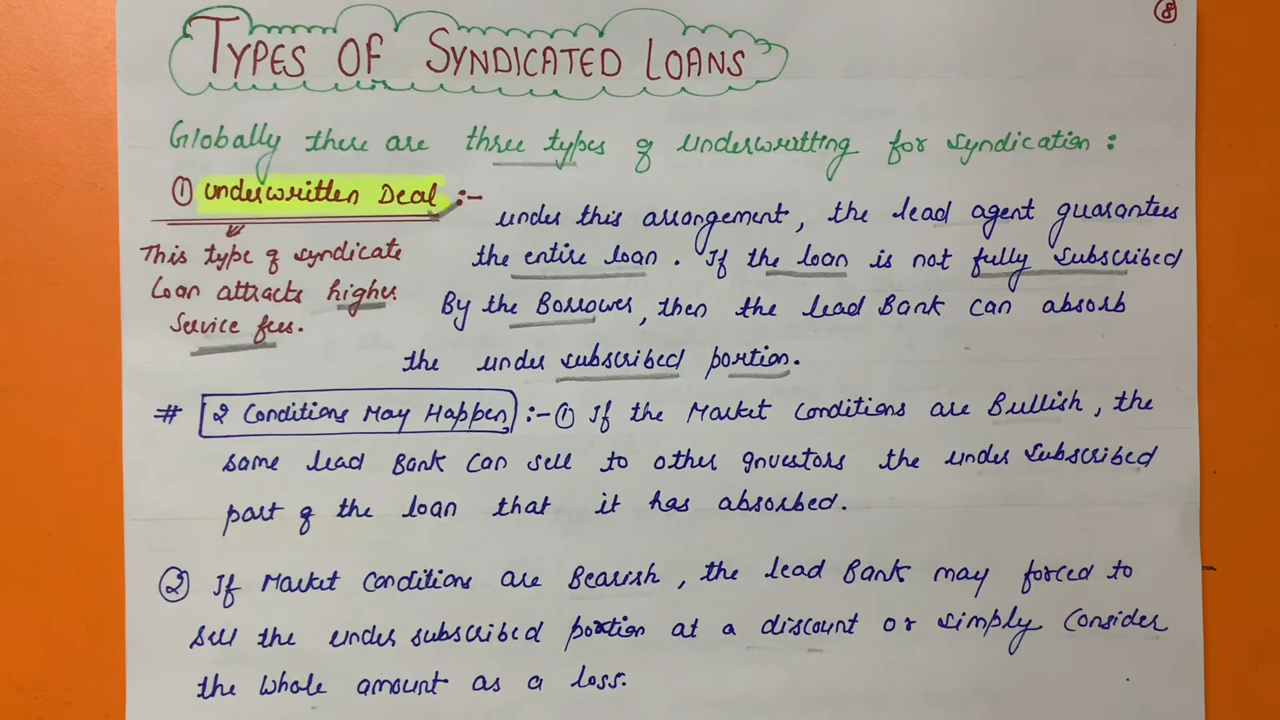 8
TYPES OF SYNDICATED LOANS
Globally there are three types of underwritting for syndication :
① Underwritten Deal :-
This type of syndicate
loan attracts higher
service fees.
under this arrangement, the lead agent guarantees
the entire loan. If the loan is not fully subscribed
By the Borrower, then the lead Bank can absorb
the under subscribed portion.
# 2 Conditions May Happen :- ① If the Market Conditions are Bullish, the
same lead Bank can sell to other investors the under subscribed
part of the loan that it has absorbed.
② If Market Conditions are Bearish, the lead Bank may forced to
sell the under subscribed portion at a discount or simply Consider
the whole amount as a loss.